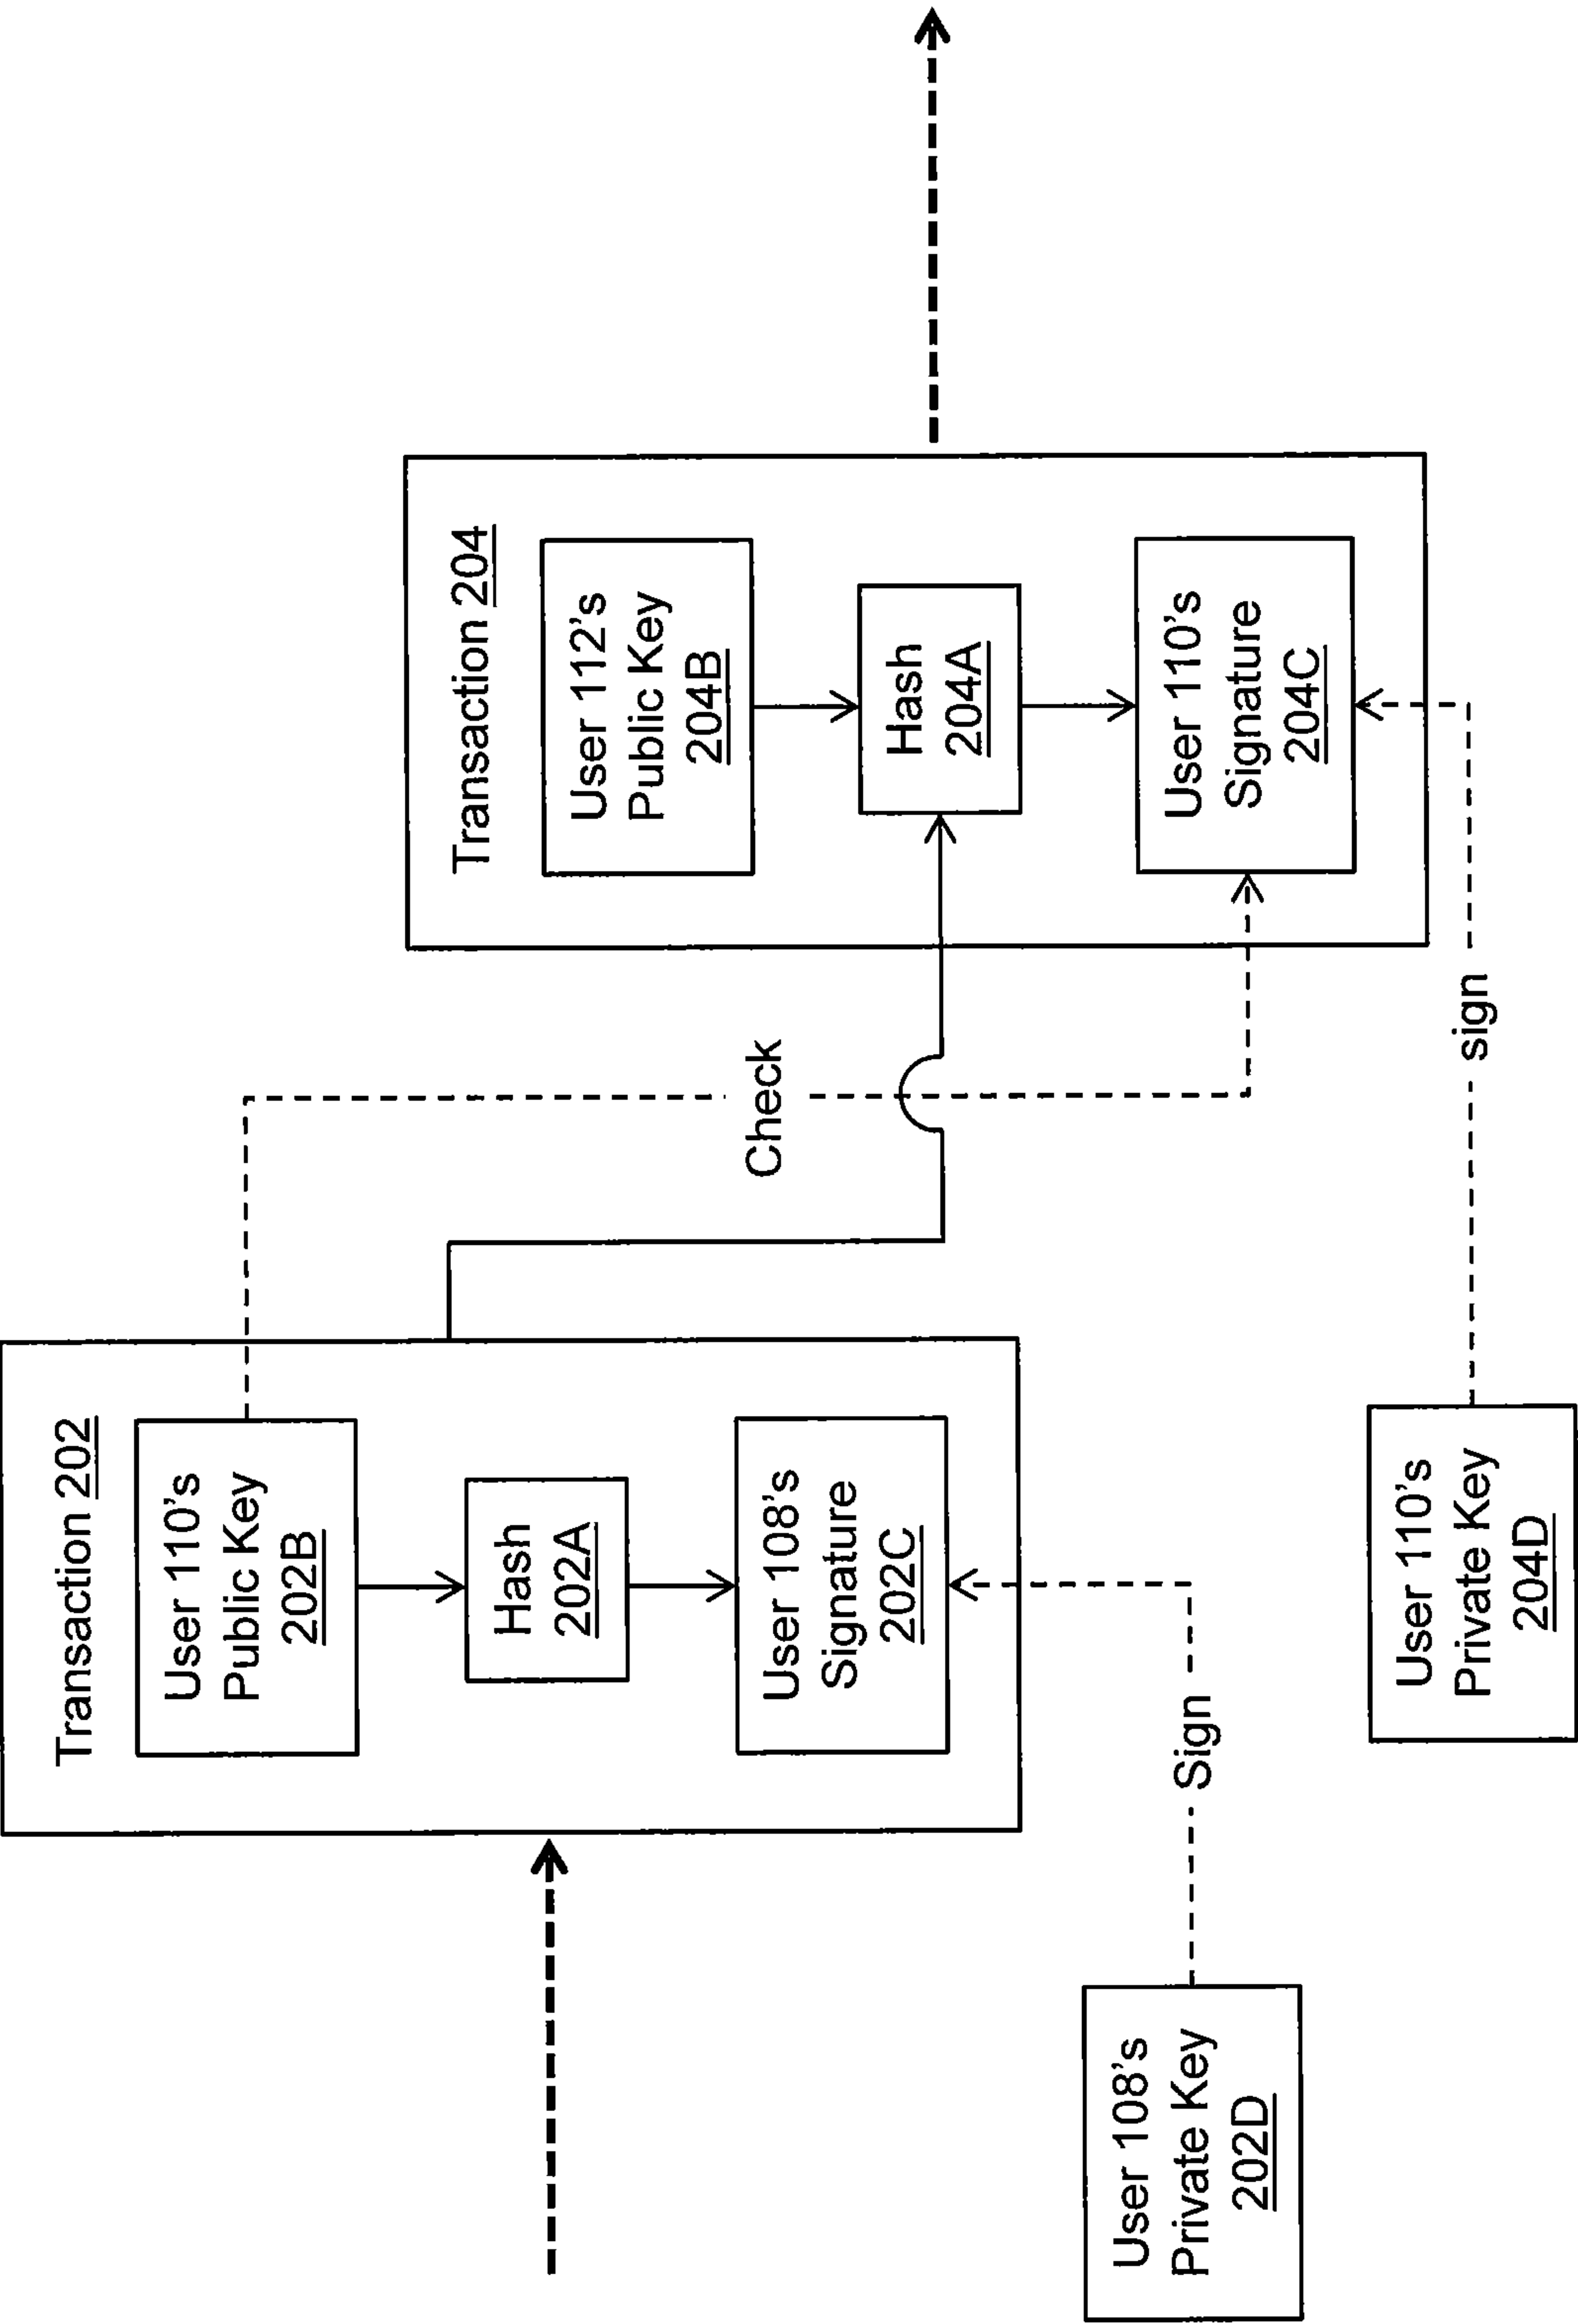 Transaction 202
User 110's
Public Key
202B
Hash
202A
User 108's
Signature
202C
Sign
User 108's
Private Key
202D
Check
Transaction 204
User 112's
Public Key
204B
Hash
204A
User 110's
Signature
204C
sign
User 110's
Private Key
204D